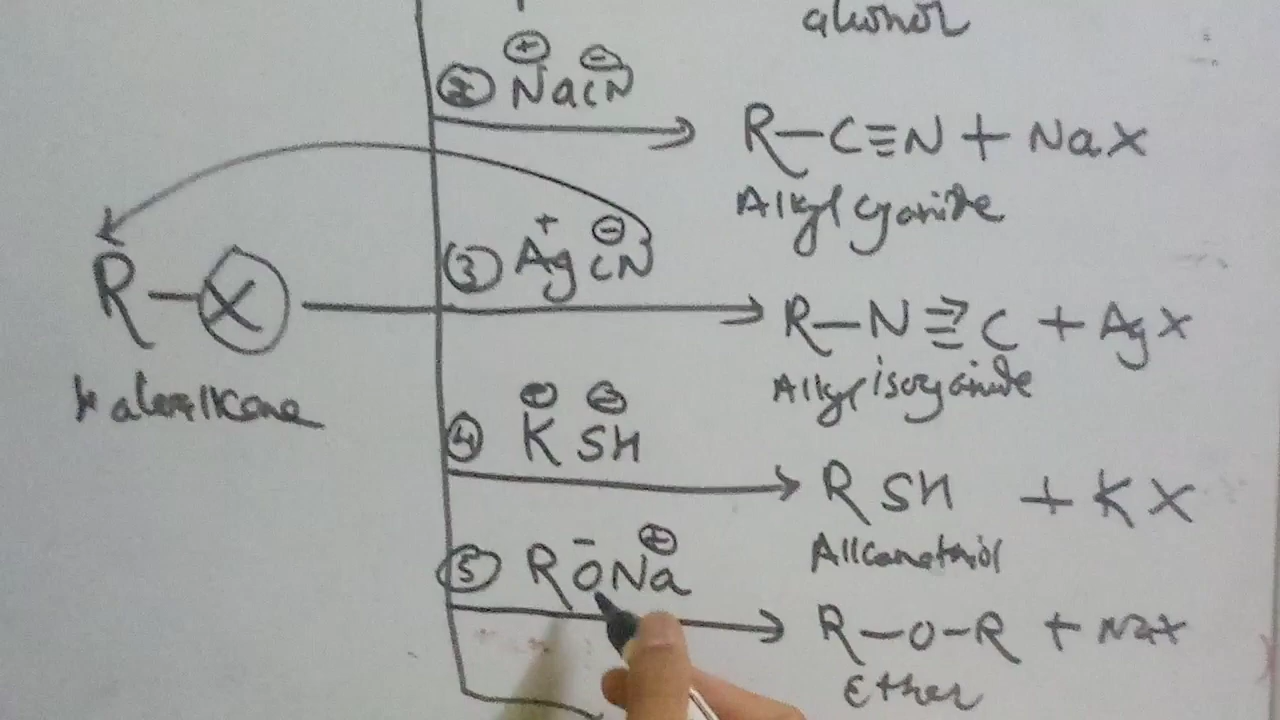 alcohol
② Na⊕ CN⊖
R–C≡N + NaX
Alkyl cyanide
③ Ag+ CN⊖
R–X
R–N≡C + AgX
Haloalkane
Alkyl isocyanide
④ K⊕ SH⊖
RSH + KX
Alkanethiol
⑤ RO⁻Na⊕
R–O–R + NaX
Ether